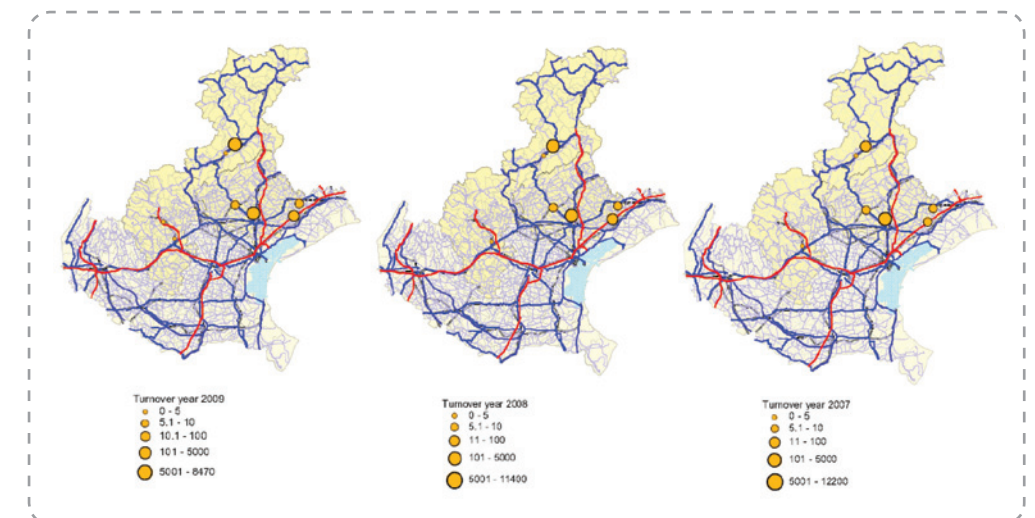 Turnover year 2009
0 - 5
5.1 - 10
10.1 - 100
101 - 5000
5001 - 8470
Turnover year 2008
0 - 5
5.1 - 10
11 - 100
101 - 5000
5001 - 11400
Turnover year 2007
0 - 5
5.1 - 10
11 - 100
101 - 5000
5001 - 12200